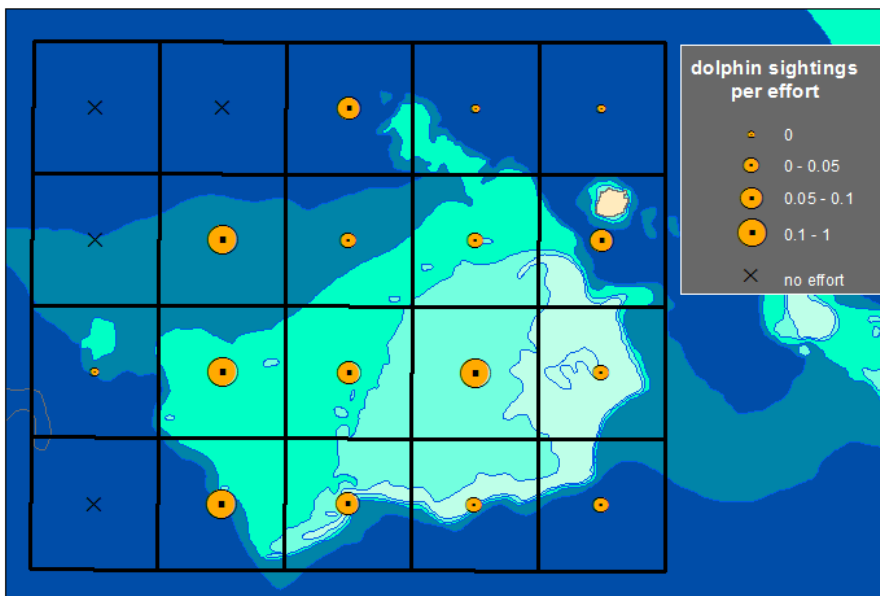 dolphin sightings
per effort
0
0 - 0.05
0.05 - 0.1
0.1 - 1
no effort